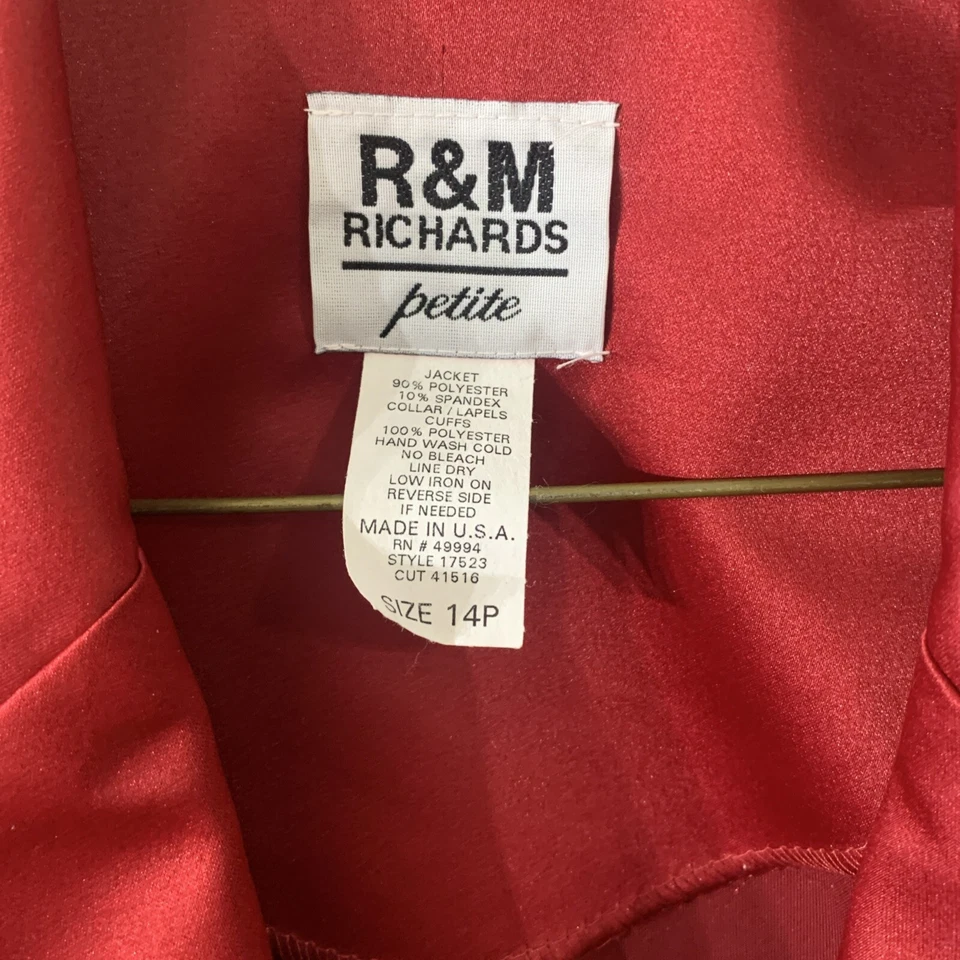 R&M
RICHARDS
petite
JACKET
90% POLYESTER
10% SPANDEX
COLLAR / LAPELS
CUFFS
100% POLYESTER
HAND WASH COLD
NO BLEACH
LINE DRY
LOW IRON ON
REVERSE SIDE
IF NEEDED
MADE IN U.S.A.
RN # 49994
STYLE 17523
CUT 41516
SIZE 14P